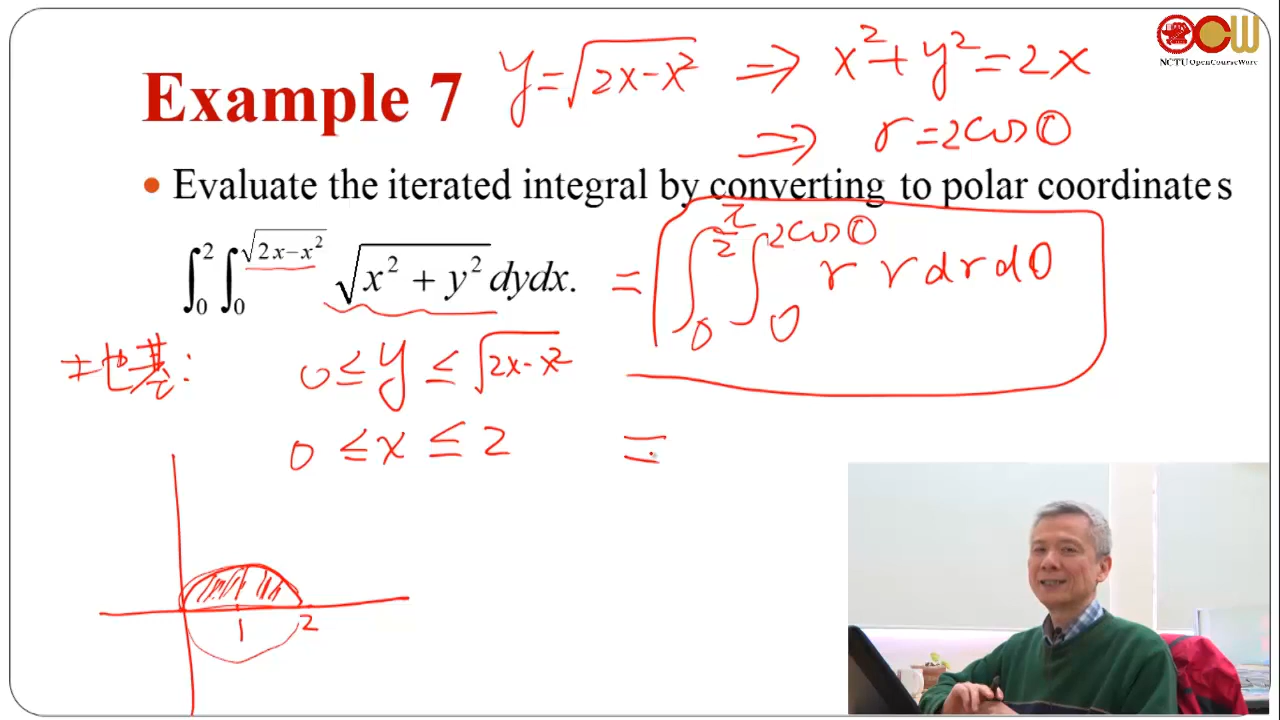 y=√(2x-x²) ⇒ x²+y²=2x
⇒ r=2cosθ
NCTU OpenCourseWare
Example 7
• Evaluate the iterated integral by converting to polar coordinates
∫₀² ∫₀^√(2x−x²) √(x² + y²) dydx. = ∫₀^(π/2) ∫₀^(2cosθ) r r dr dθ
地基: 0 ≤ y ≤ √(2x-x²)
0 ≤ x ≤ 2 =
1 2